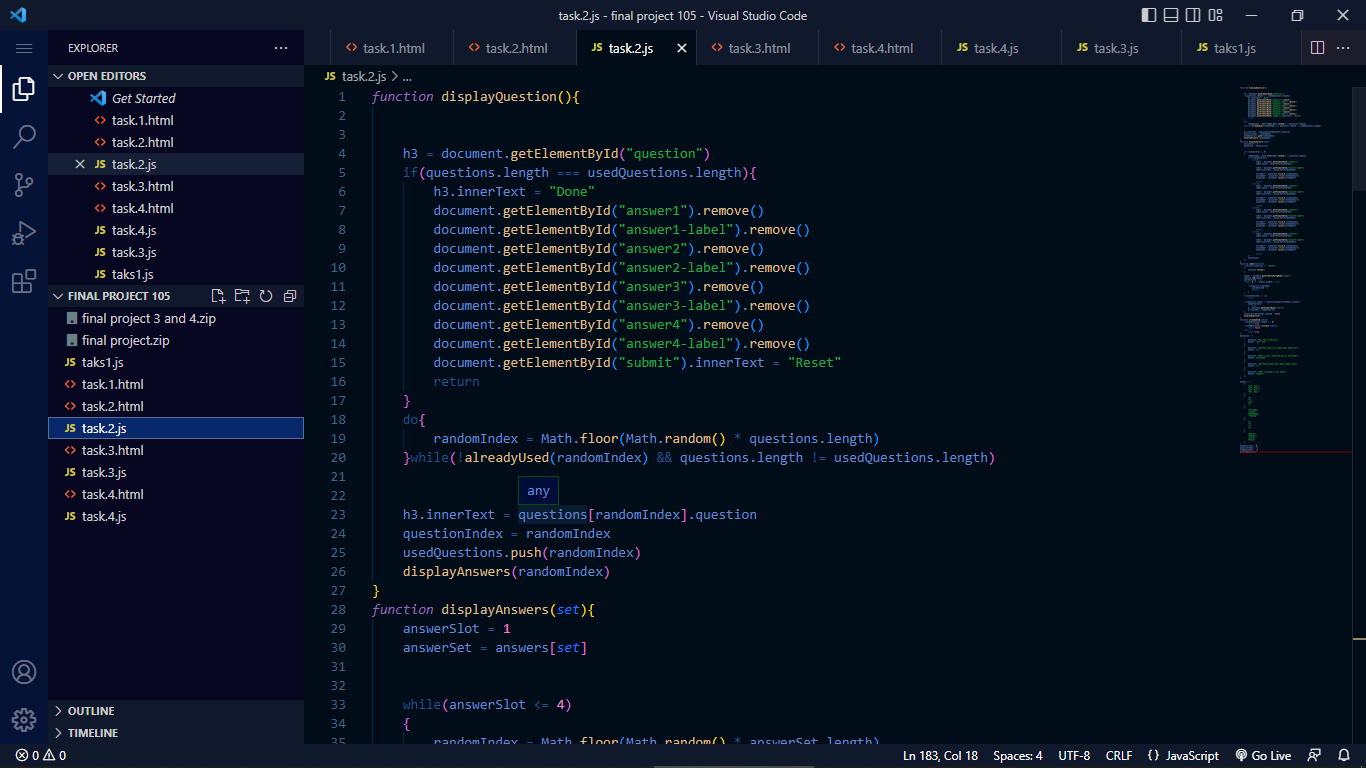 task.2.js - final project 105 - Visual Studio Code
EXPLORER
OPEN EDITORS
Get Started
task.1.html
task.2.html
JS task.2.js
task.3.html
task.4.html
JS task.4.js
JS task.3.js
JS taks1.js
FINAL PROJECT 105
final project 3 and 4.zip
final project.zip
JS taks1.js
task.1.html
task.2.html
JS task.2.js
task.3.html
JS task.3.js
task.4.html
JS task.4.js
OUTLINE
TIMELINE
task.1.html
task.2.html
JS task.2.js
task.3.html
task.4.html
JS task.4.js
JS task.3.js
JS taks1.js
JS task.2.js > ...
1 function displayQuestion(){
2
3
4 h3 = document.getElementById("question")
5 if(questions.length === usedQuestions.length){
6 h3.innerText = "Done"
7 document.getElementById("answer1").remove()
8 document.getElementById("answer1-label").remove()
9 document.getElementById("answer2").remove()
10 document.getElementById("answer2-label").remove()
11 document.getElementById("answer3").remove()
12 document.getElementById("answer3-label").remove()
13 document.getElementById("answer4").remove()
14 document.getElementById("answer4-label").remove()
15 document.getElementById("submit").innerText = "Reset"
16 return
17 }
18 do{
19 randomIndex = Math.floor(Math.random() * questions.length)
20 }while(!alreadyUsed(randomIndex) && questions.length != usedQuestions.length)
21
22
any
23 h3.innerText = questions[randomIndex].question
24 questionIndex = randomIndex
25 usedQuestions.push(randomIndex)
26 displayAnswers(randomIndex)
27 }
28 function displayAnswers(set){
29 answerSlot = 1
30 answerSet = answers[set]
31
32
33 while(answerSlot <= 4)
34 {
35 randomIndex = Math.floor(Math.random() * answerSet.length)
0 0
Ln 183, Col 18
Spaces: 4
UTF-8
CRLF
{ } JavaScript
Go Live